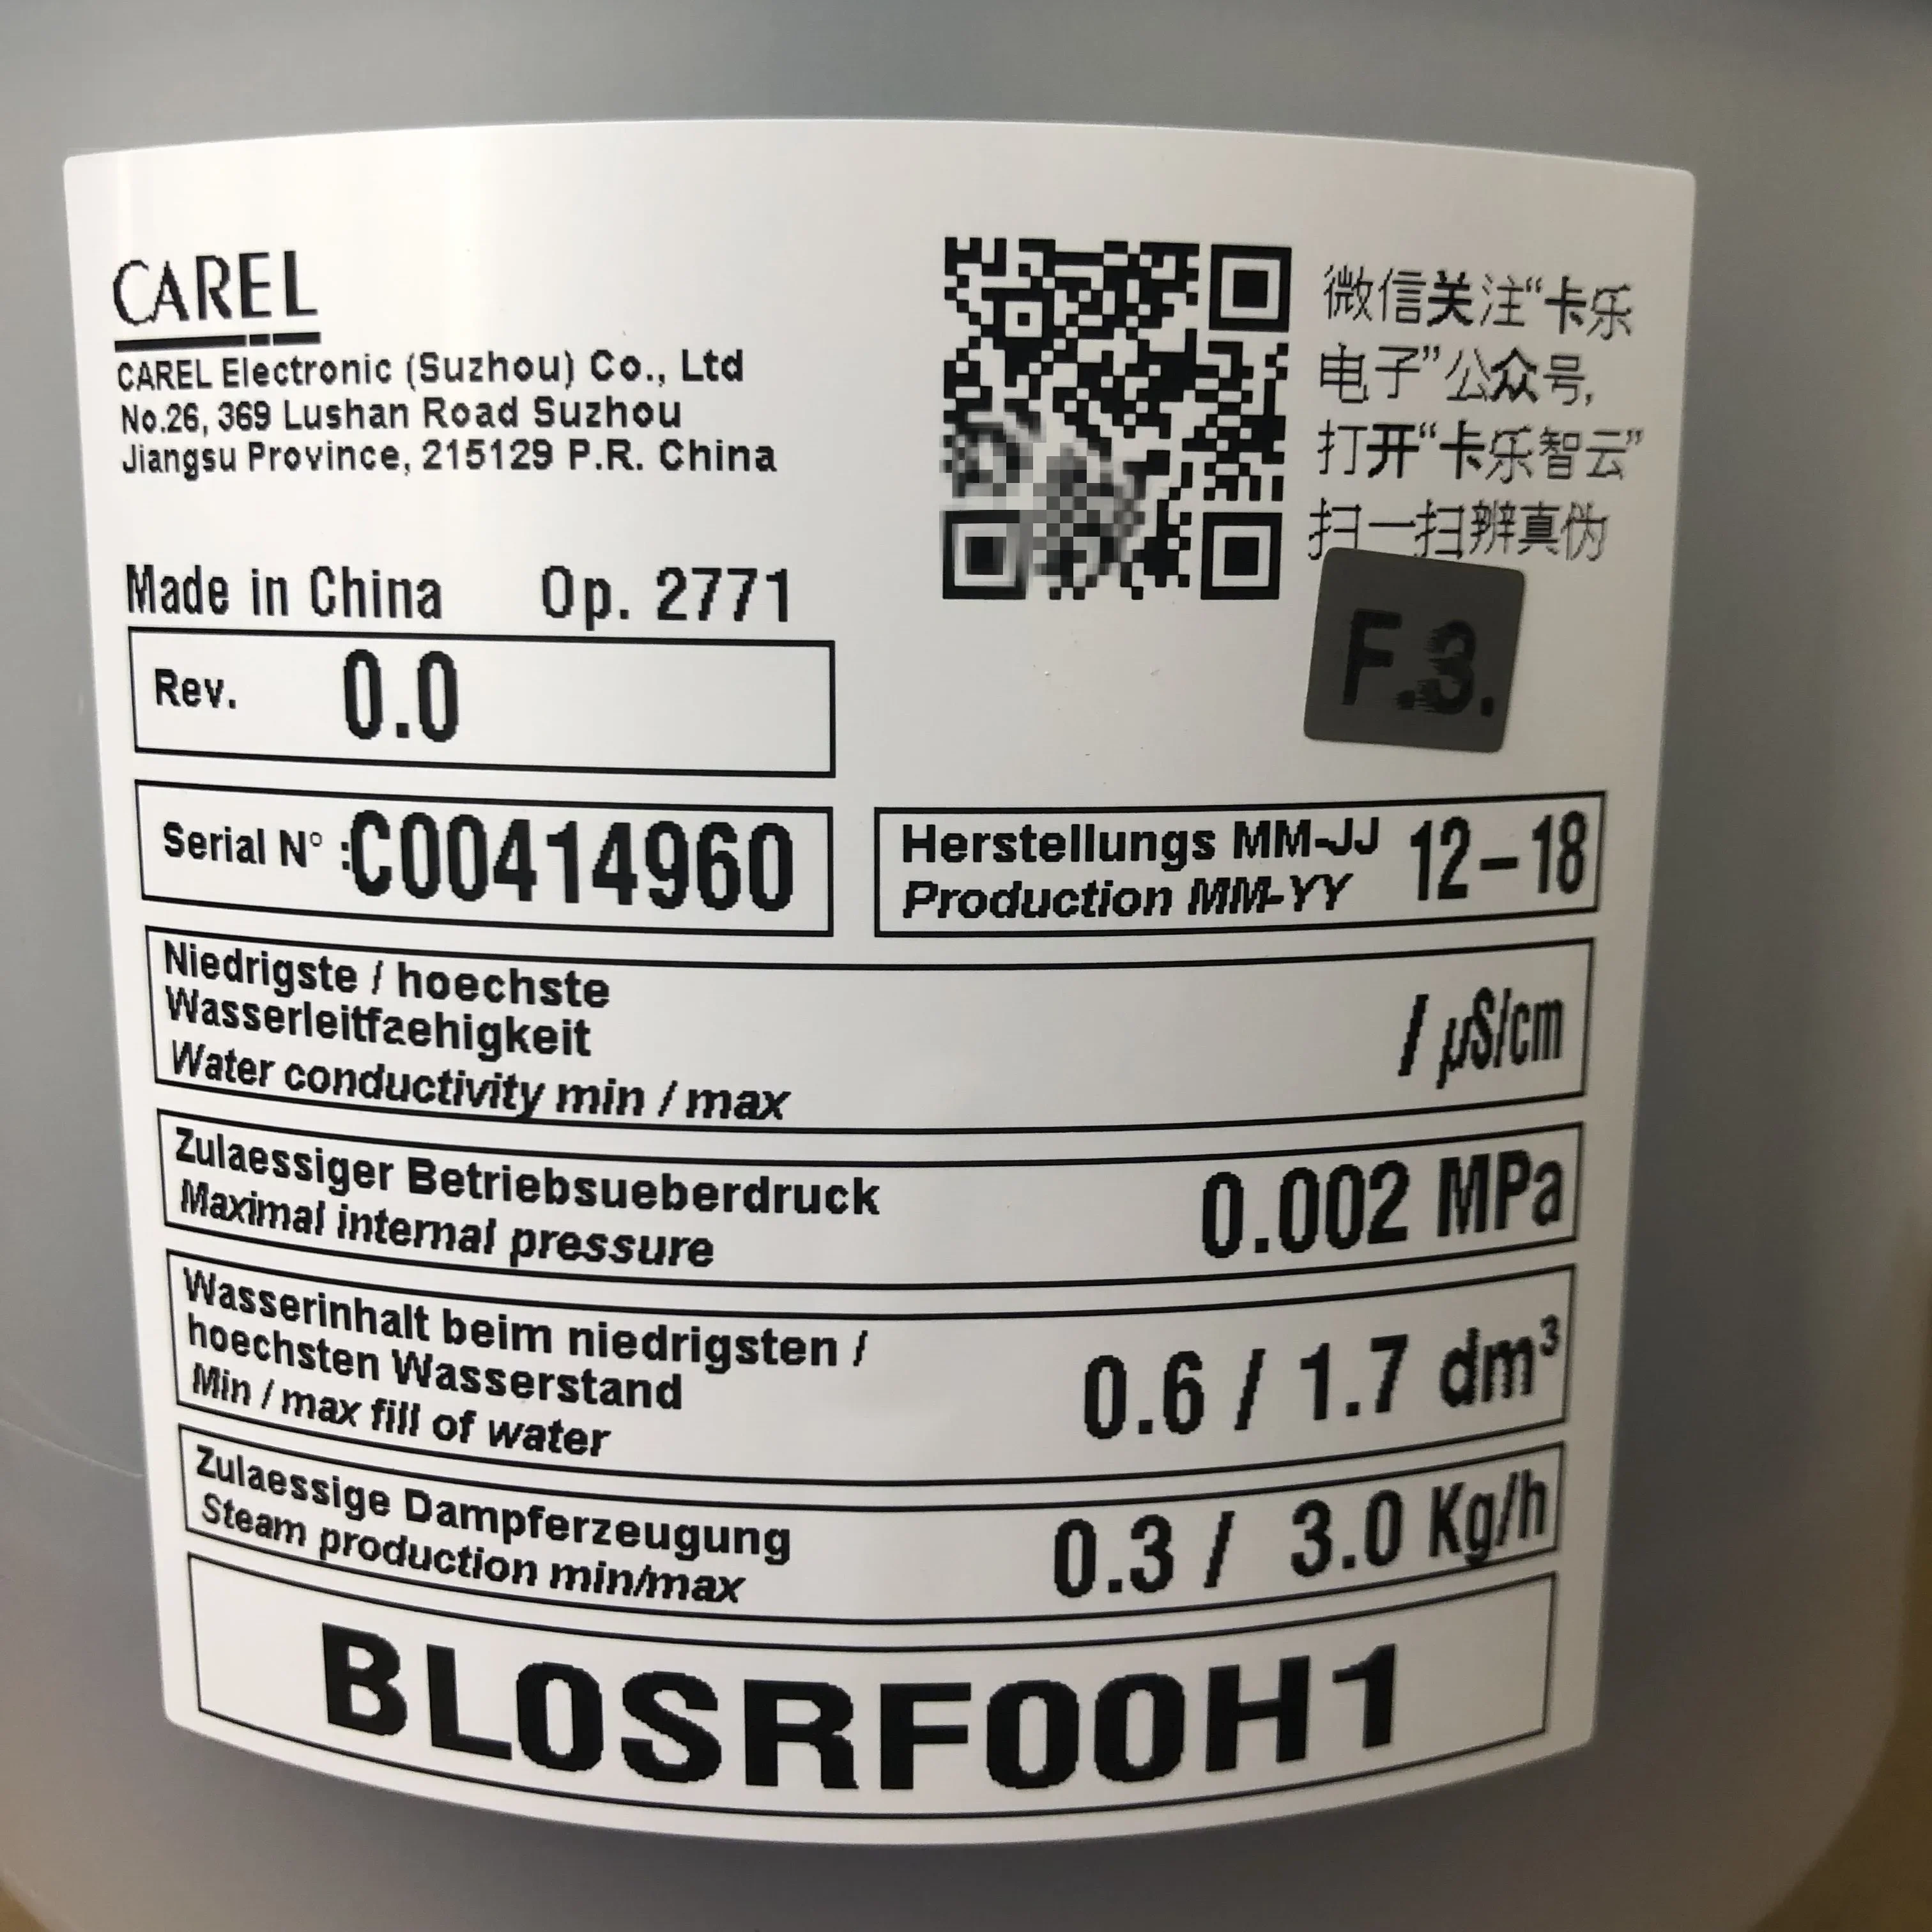 CAREL
CAREL Electronic (Suzhou) Co., Ltd
No.26, 369 Lushan Road Suzhou
Jiangsu Province, 215129 P.R. China
微信关注“卡乐
电子”公众号,
打开“卡乐智云”
扫一扫辨真伪
F.3.
Made in China Op. 2771
Rev. 0.0
Serial N° :C00414960
Herstellungs MM-JJ 12-18
Production MM-YY
Niedrigste / hoechste
Wasserleitfaehigkeit
Water conductivity min / max
/ µS/cm
Zulaessiger Betriebsueberdruck
Maximal internal pressure
0.002 MPa
Wasserinhalt beim niedrigsten /
hoechsten Wasserstand
Min / max fill of water
0.6 / 1.7 dm³
Zulaessige Dampferzeugung
Steam production min/max
0.3 / 3.0 Kg/h
BL0SRF00H1